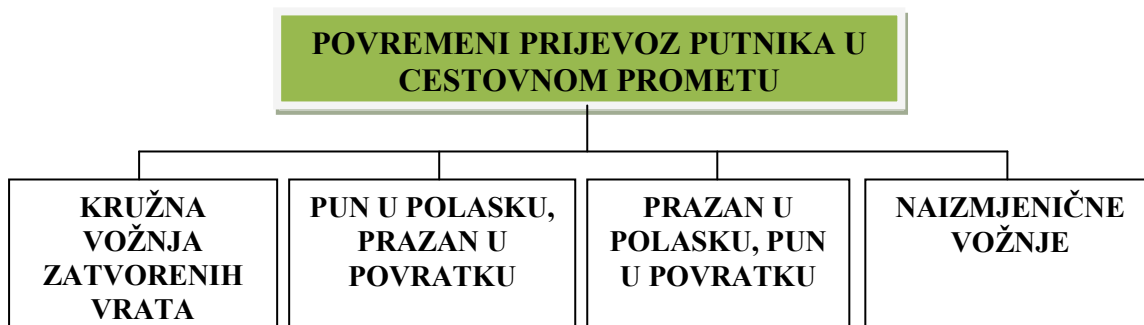 POVREMENI PRIJEVOZ PUTNIKA U
CESTOVNOM PROMETU
KRUŽNA
VOŽNJA
ZATVORENIH
VRATA
PUN U POLASKU,
PRAZAN U
POVRATKU
PRAZAN U
POLASKU, PUN
U POVRATKU
NAIZMJENIČNE
VOŽNJE